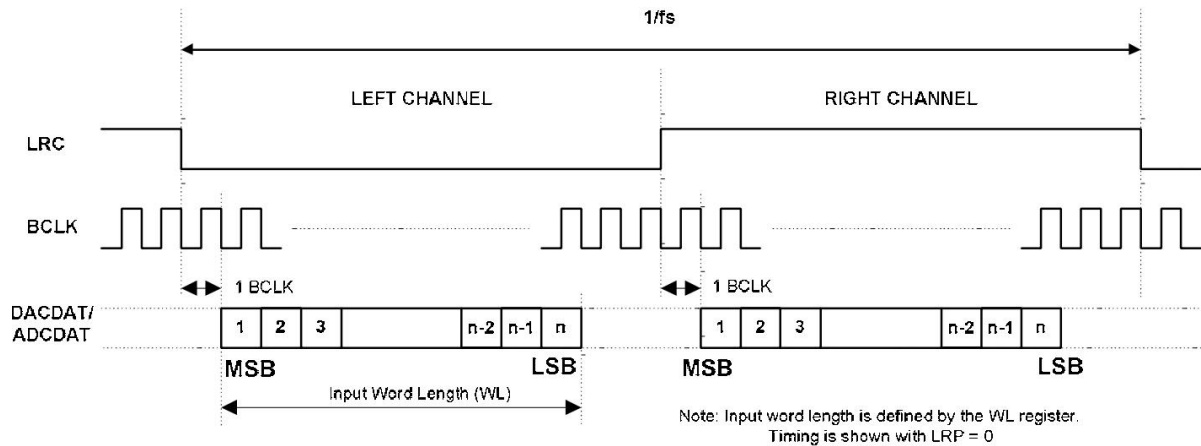 1/fs
LEFT CHANNEL
RIGHT CHANNEL
LRC
BCLK
1 BCLK
1 BCLK
DACDAT/
ADCDAT
1 2 3 n-2 n-1 n
1 2 3 n-2 n-1 n
MSB
LSB
MSB
LSB
Input Word Length (WL)
Note: Input word length is defined by the WL register.
Timing is shown with LRP = 0